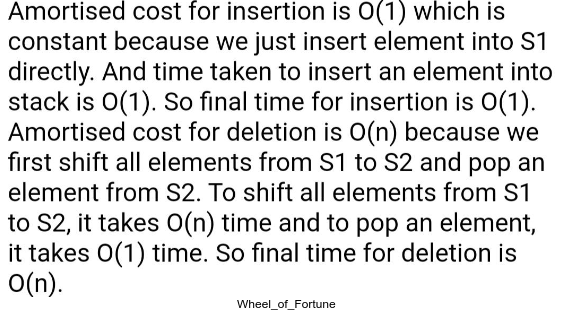 Amortised cost for insertion is O(1) which is
constant because we just insert element into S1
directly. And time taken to insert an element into
stack is O(1). So final time for insertion is O(1).
Amortised cost for deletion is O(n) because we
first shift all elements from S1 to S2 and pop an
element from S2. To shift all elements from S1
to S2, it takes O(n) time and to pop an element,
it takes O(1) time. So final time for deletion is
O(n).
Wheel_of_Fortune